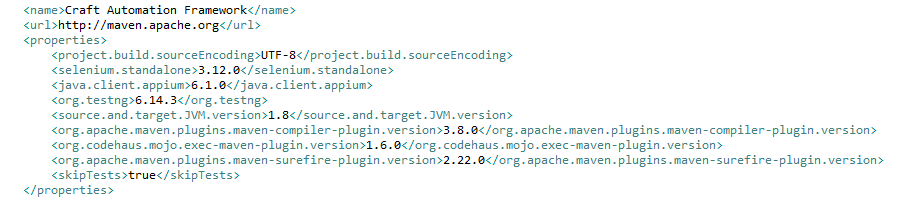 <name>Craft Automation Framework</name>
<url>http://maven.apache.org</url>
<properties>
<project.build.sourceEncoding>UTF-8</project.build.sourceEncoding>
<selenium.standalone>3.12.0</selenium.standalone>
<java.client.appium>6.1.0</java.client.appium>
<org.testng>6.14.3</org.testng>
<source.and.target.JVM.version>1.8</source.and.target.JVM.version>
<org.apache.maven.plugins.maven-compiler-plugin.version>3.8.0</org.apache.maven.plugins.maven-compiler-plugin.version>
<org.codehaus.mojo.exec-maven-plugin.version>1.6.0</org.codehaus.mojo.exec-maven-plugin.version>
<org.apache.maven.plugins.maven-surefire-plugin.version>2.22.0</org.apache.maven.plugins.maven-surefire-plugin.version>
<skipTests>true</skipTests>
</properties>